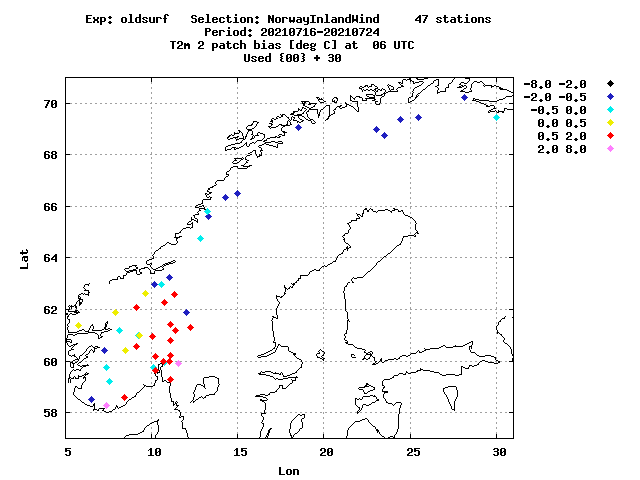 Exp: oldsurf   Selection: NorwayInlandWind     47 stations
Period: 20210716-20210724
T2m 2 patch bias [deg C] at  06 UTC
Used {00} + 30
-8.0 -2.0
-2.0 -0.5
-0.5 0.0
0.0 0.5
0.5 2.0
2.0 8.0
70
68
66
64
62
60
58
Lat
5 10 15 20 25 30
Lon